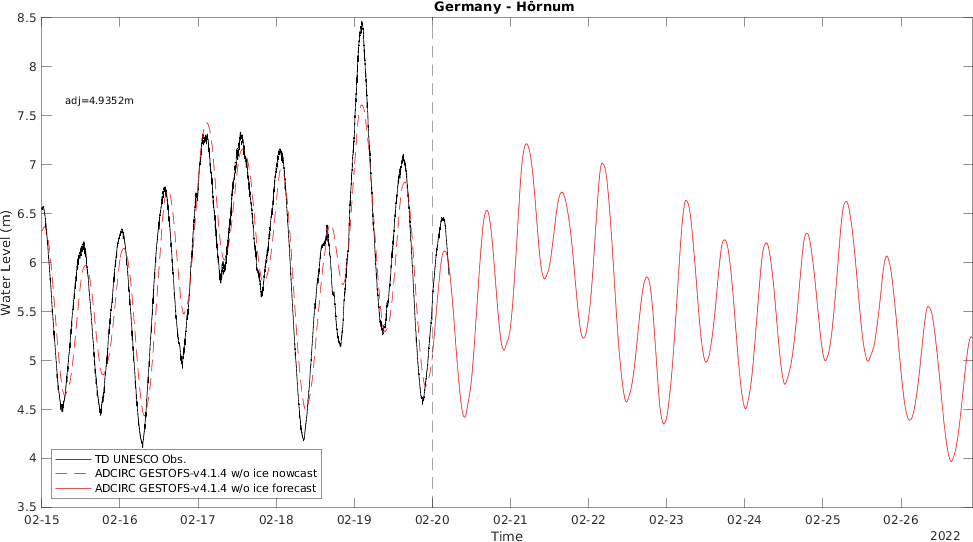 Germany - Hörnum
8.5
8
7.5
7
6.5
6
5.5
5
4.5
4
3.5
Water Level (m)
adj=4.9352m
TD UNESCO Obs.
ADCIRC GESTOFS-v4.1.4 w/o ice nowcast
ADCIRC GESTOFS-v4.1.4 w/o ice forecast
02-15 02-16 02-17 02-18 02-19 02-20 02-21 02-22 02-23 02-24 02-25 02-26
Time
2022